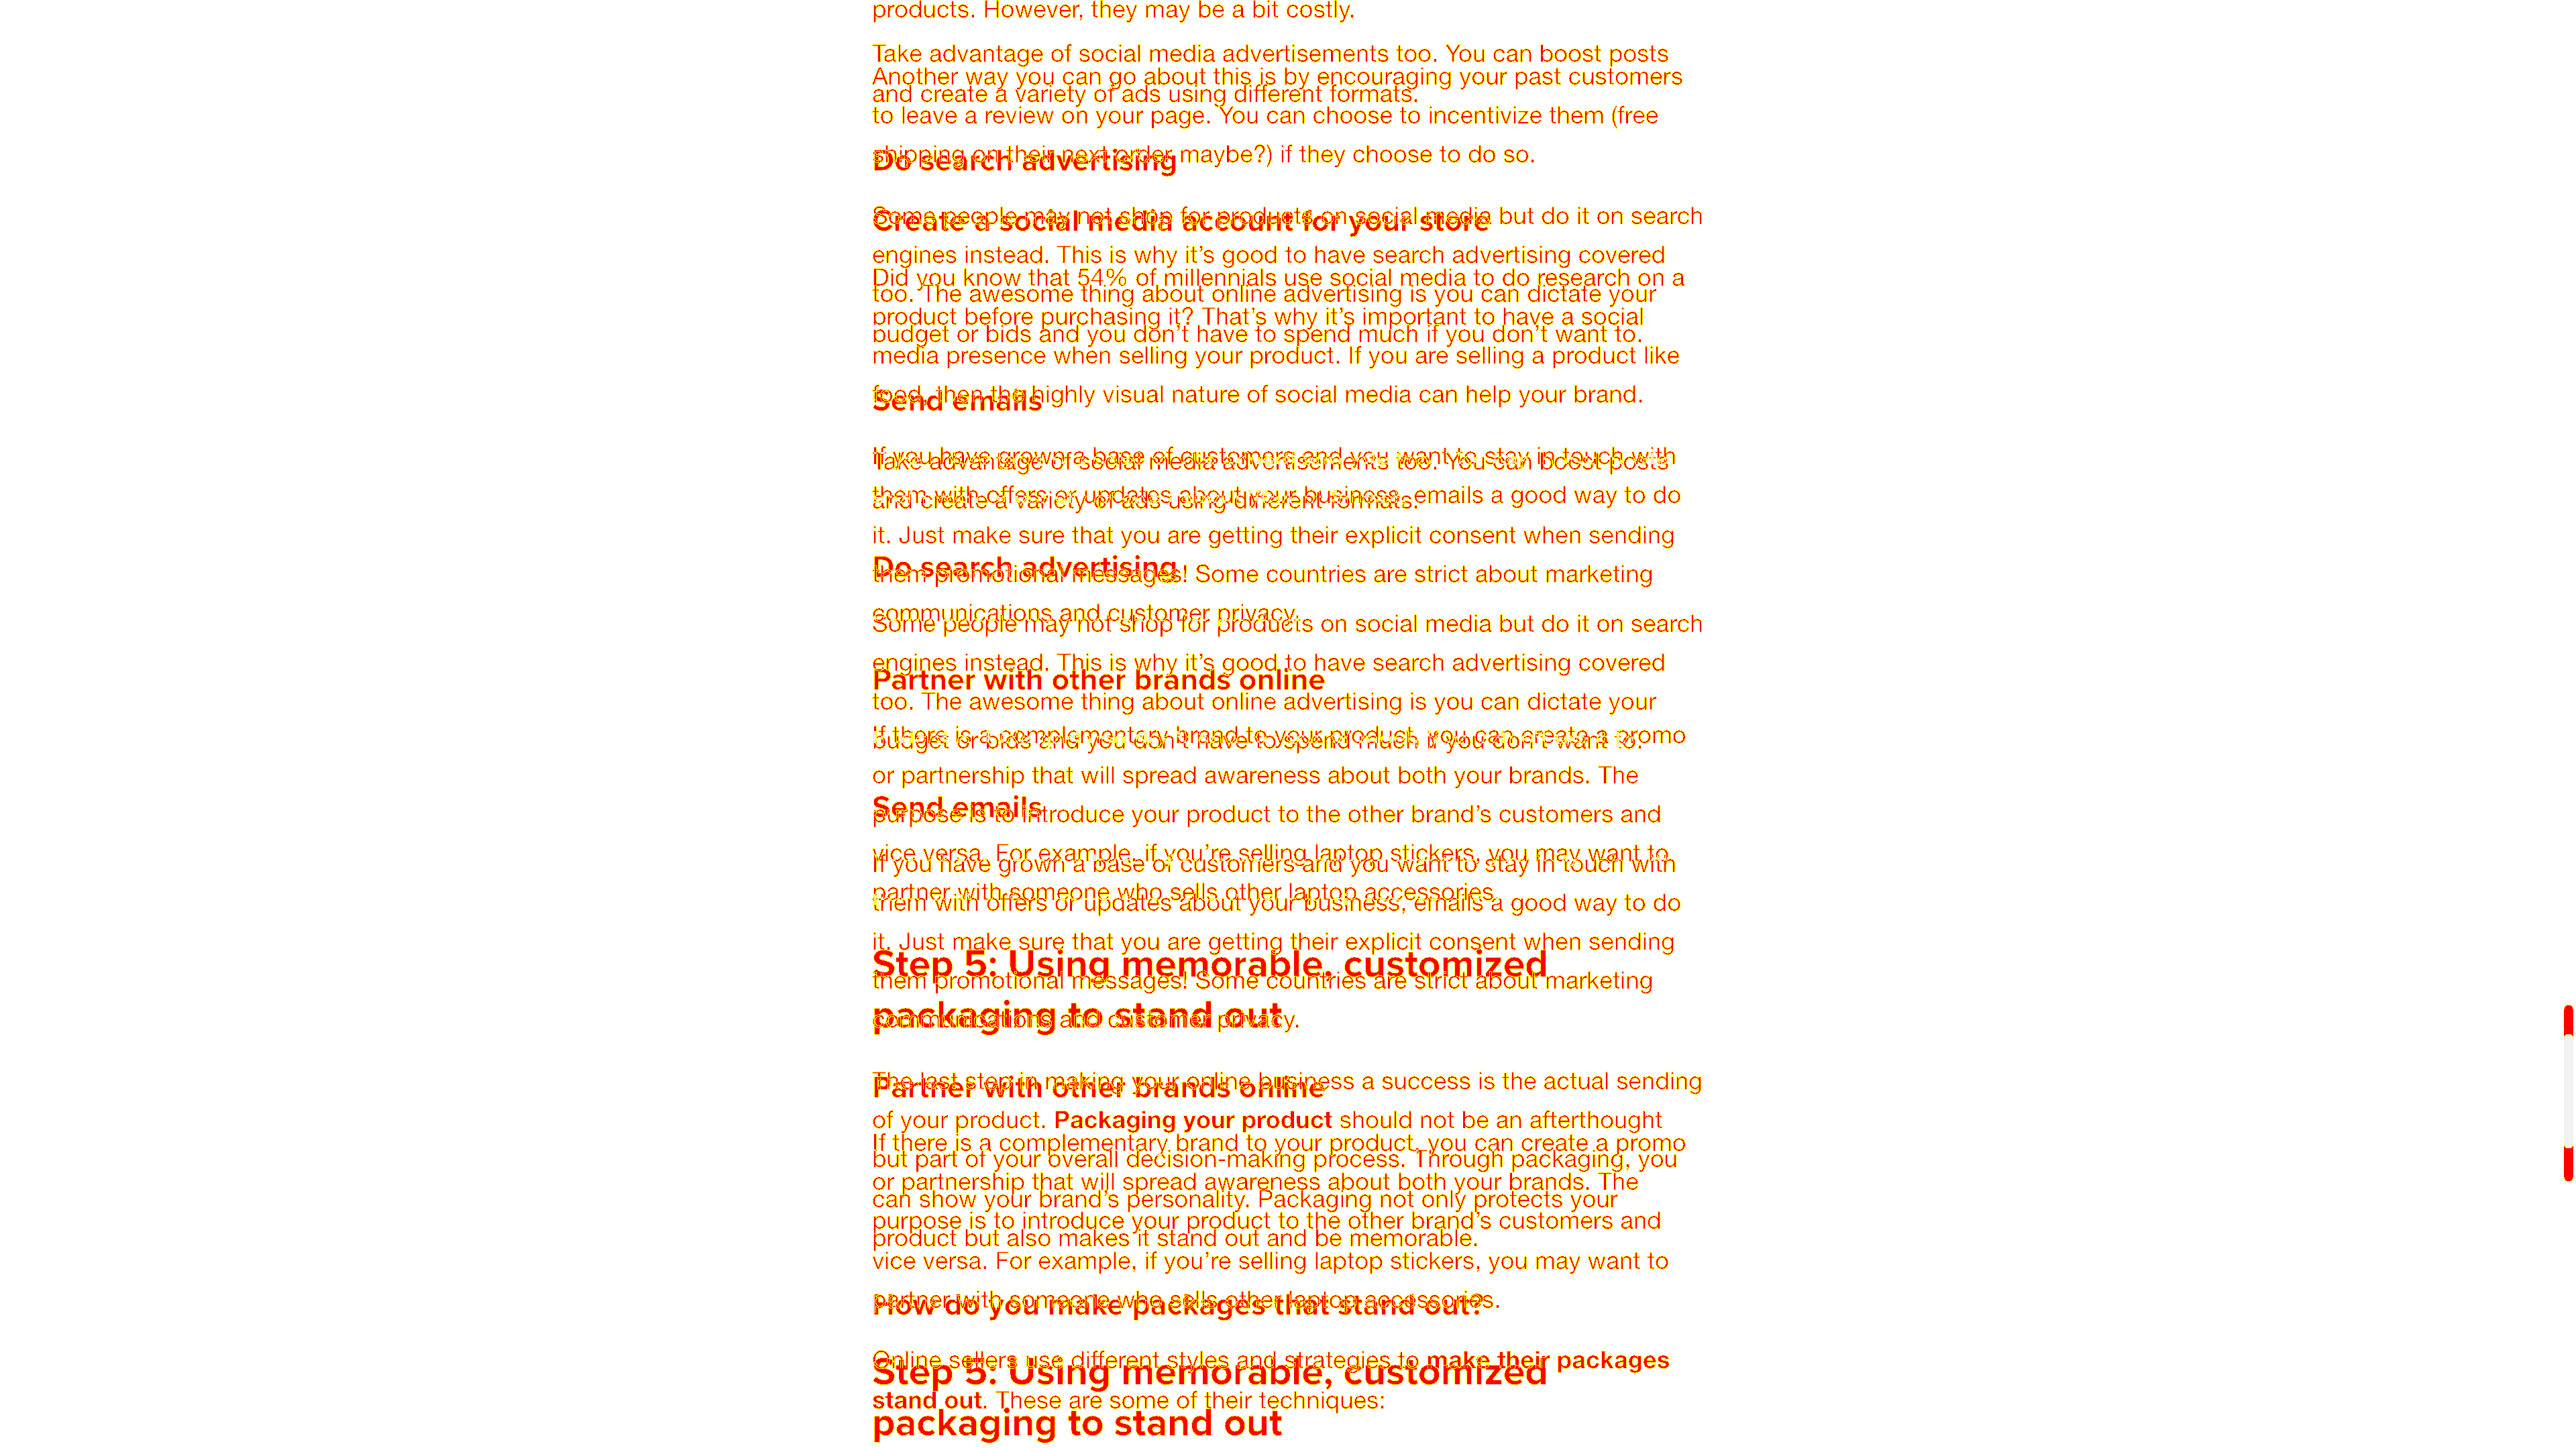 products. However, they may be a bit costly.
Take advantage of social media advertisements too. You can boost posts
Another way you can go about this is by encouraging your past customers
and create a variety of ads using different formats.
to leave a review on your page. You can choose to incentivize them (free
shipping on their next order maybe?) if they choose to do so.
Do search advertising
Some people may not shop for products on social media but do it on search
Create a social media account for your store
engines instead. This is why it’s good to have search advertising covered
Did you know that 54% of millennials use social media to do research on a
too. The awesome thing about online advertising is you can dictate your
product before purchasing it? That’s why it’s important to have a social
budget or bids and you don’t have to spend much if you don’t want to.
media presence when selling your product. If you are selling a product like
food, then the highly visual nature of social media can help your brand.
Send emails
If you have grown a base of customers and you want to stay in touch with
Take advantage of social media advertisements too. You can boost posts
them with offers or updates about your business, emails a good way to do
and create a variety of ads using different formats.
it. Just make sure that you are getting their explicit consent when sending
Do search advertising
them promotional messages! Some countries are strict about marketing
communications and customer privacy.
Some people may not shop for products on social media but do it on search
engines instead. This is why it’s good to have search advertising covered
Partner with other brands online
too. The awesome thing about online advertising is you can dictate your
If there is a complementary brand to your product, you can create a promo
budget or bids and you don’t have to spend much if you don’t want to.
or partnership that will spread awareness about both your brands. The
Send emails
purpose is to introduce your product to the other brand’s customers and
vice versa. For example, if you’re selling laptop stickers, you may want to
If you have grown a base of customers and you want to stay in touch with
partner with someone who sells other laptop accessories.
them with offers or updates about your business, emails a good way to do
it. Just make sure that you are getting their explicit consent when sending
Step 5: Using memorable, customized
them promotional messages! Some countries are strict about marketing
packaging to stand out
communications and customer privacy.
The last step in making your online business a success is the actual sending
Partner with other brands online
of your product. Packaging your product should not be an afterthought
If there is a complementary brand to your product, you can create a promo
but part of your overall decision-making process. Through packaging, you
or partnership that will spread awareness about both your brands. The
can show your brand’s personality. Packaging not only protects your
purpose is to introduce your product to the other brand’s customers and
product but also makes it stand out and be memorable.
vice versa. For example, if you’re selling laptop stickers, you may want to
partner with someone who sells other laptop accessories.
How do you make packages that stand out?
Online sellers use different styles and strategies to make their packages
Step 5: Using memorable, customized
stand out. These are some of their techniques:
packaging to stand out